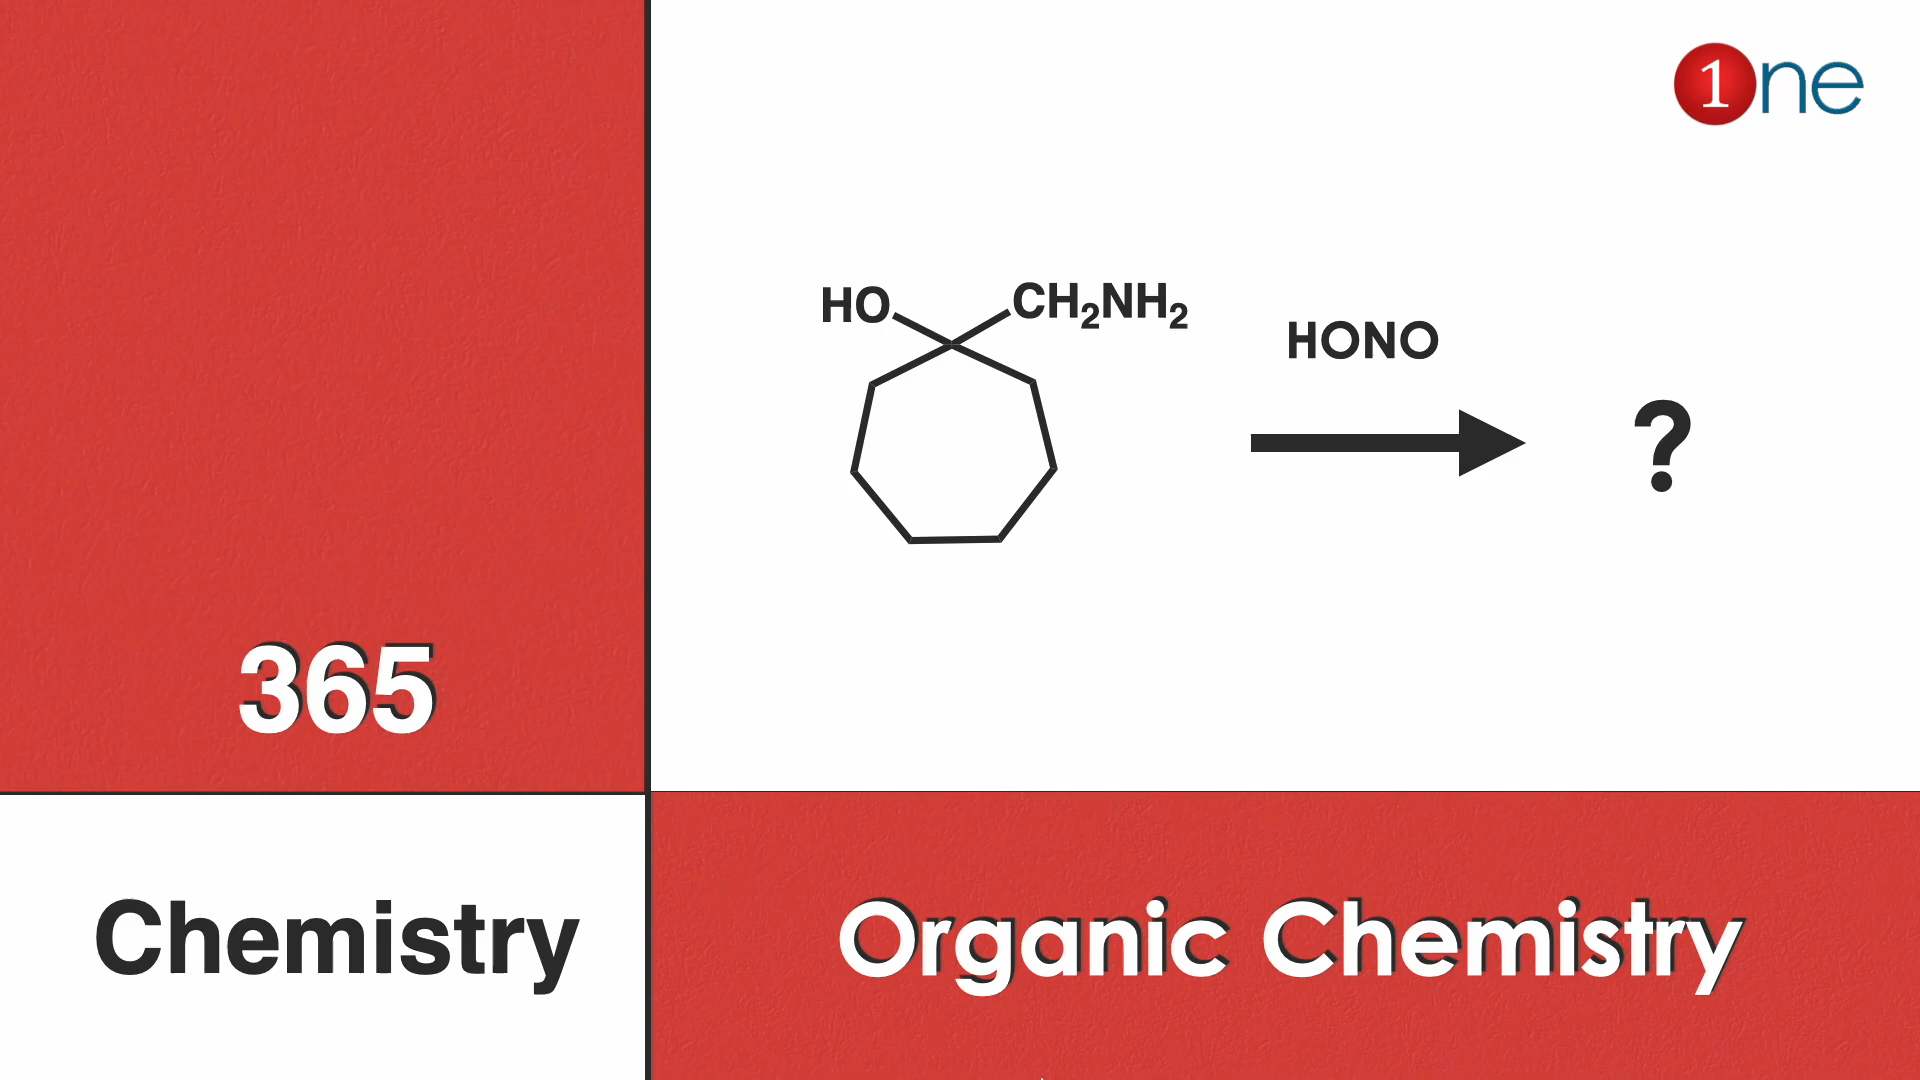 1ne
HO
CH₂NH₂
HONO
?
365
Chemistry
Organic Chemistry